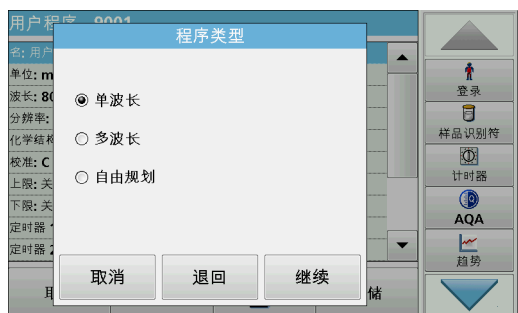 用户程序 9001
程序类型
名: 用户
单位: m
波长: 80
分辨率:
化学结构
校准: C
上限: 关
下限: 关
定时器 1
定时器 2
单波长
多波长
自由规划
取消
退回
继续
储
登录
样品识别符
计时器
AQA
趋势